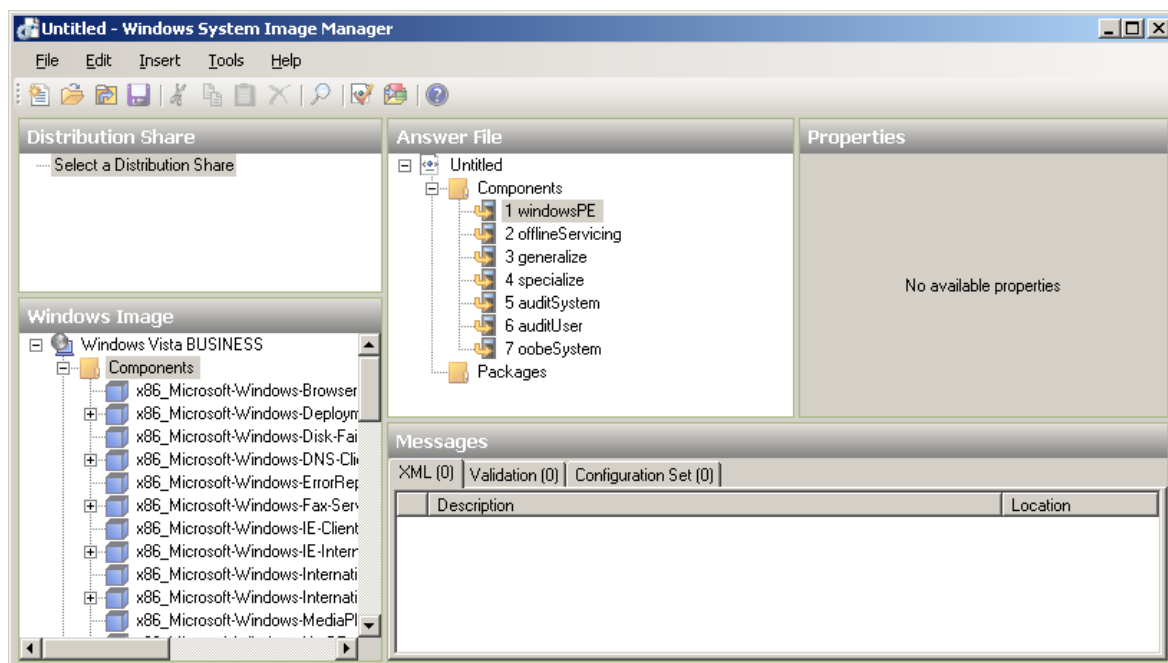 Untitled - Windows System Image Manager
File Edit Insert Tools Help
Distribution Share
Select a Distribution Share
Windows Image
Windows Vista BUSINESS
Components
x86_Microsoft-Windows-Browser
x86_Microsoft-Windows-Deploym
x86_Microsoft-Windows-Disk-Fai
x86_Microsoft-Windows-DNS-Cli
x86_Microsoft-Windows-ErrorRep
x86_Microsoft-Windows-Fax-Serv
x86_Microsoft-Windows-IE-Client
x86_Microsoft-Windows-IE-Intern
x86_Microsoft-Windows-Internati
x86_Microsoft-Windows-Internati
x86_Microsoft-Windows-MediaPl
Answer File
Untitled
Components
1 windowsPE
2 offlineServicing
3 generalize
4 specialize
5 auditSystem
6 auditUser
7 oobeSystem
Packages
Properties
No available properties
Messages
XML (0) Validation (0) Configuration Set (0)
Description Location